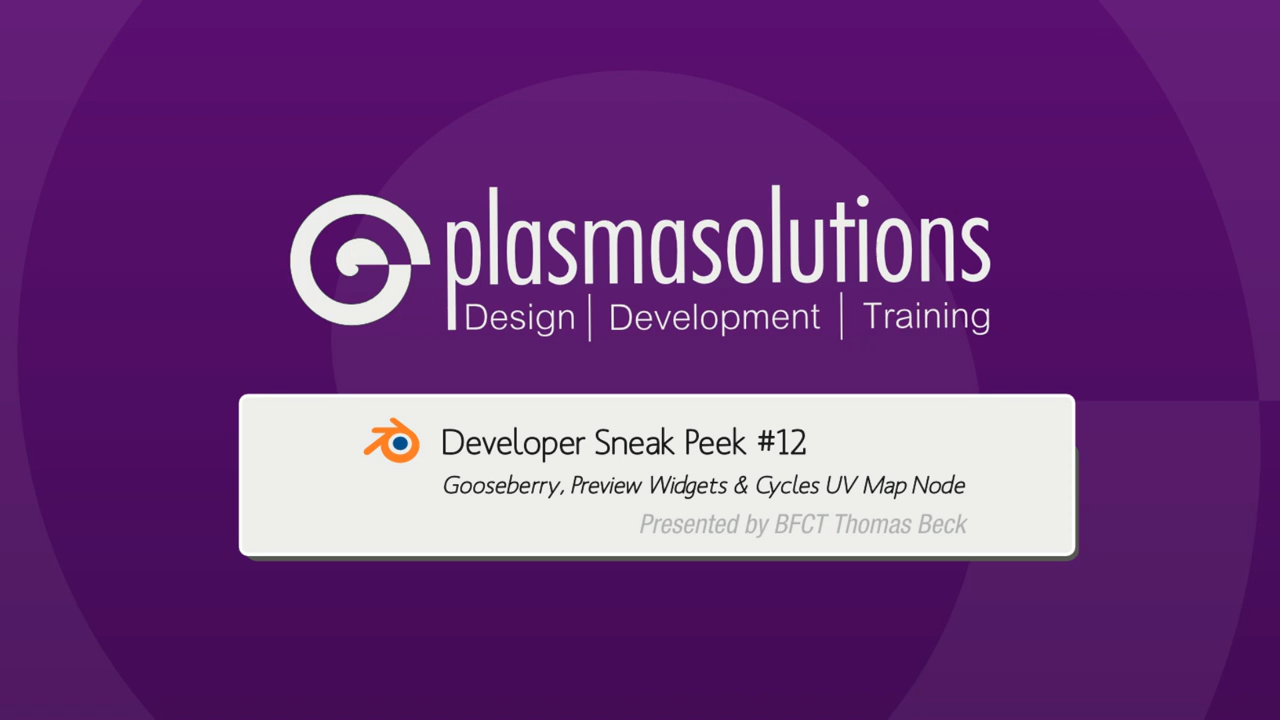 plasmasolutions
Design | Development | Training
Developer Sneak Peek #12
Gooseberry, Preview Widgets & Cycles UV Map Node
Presented by BFCT Thomas Beck